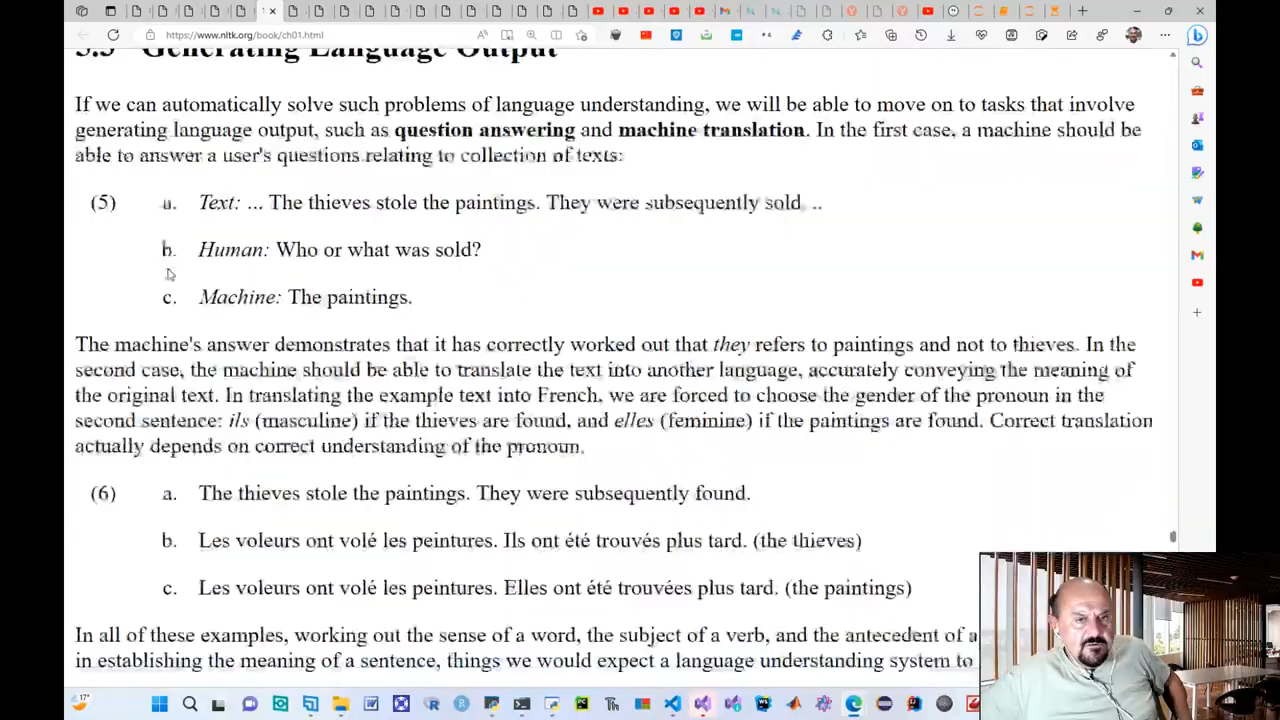 https://www.nltk.org/book/ch01.html
Generating Language Output
If we can automatically solve such problems of language understanding, we will be able to move on to tasks that involve
generating language output, such as question answering and machine translation. In the first case, a machine should be
able to answer a user's questions relating to collection of texts:
(5) a. Text: ... The thieves stole the paintings. They were subsequently sold. ..
b. Human: Who or what was sold?
c. Machine: The paintings.
The machine's answer demonstrates that it has correctly worked out that they refers to paintings and not to thieves. In the
second case, the machine should be able to translate the text into another language, accurately conveying the meaning of
the original text. In translating the example text into French, we are forced to choose the gender of the pronoun in the
second sentence: ils (masculine) if the thieves are found, and elles (feminine) if the paintings are found. Correct translation
actually depends on correct understanding of the pronoun.
(6) a. The thieves stole the paintings. They were subsequently found.
b. Les voleurs ont volé les peintures. Ils ont été trouvés plus tard. (the thieves)
c. Les voleurs ont volé les peintures. Elles ont été trouvées plus tard. (the paintings)
In all of these examples, working out the sense of a word, the subject of a verb, and the antecedent of a
in establishing the meaning of a sentence, things we would expect a language understanding system to
17°